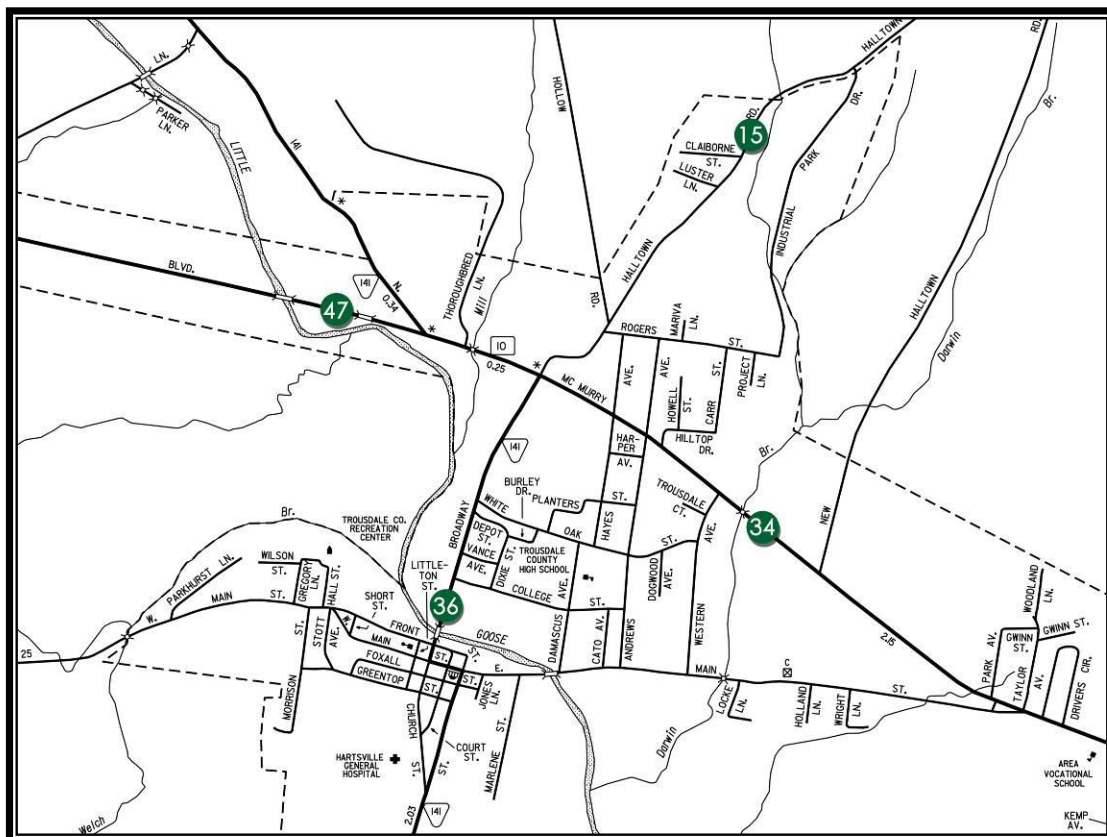 LN.
HALLTOWN
RD.
HOLLOW
Br.
PARKER
LN.
141
15
RD.
DR.
CLAIBORNE
ST.
LUSTER
LN.
PARK
LITTLE
INDUSTRIAL
HALLTOWN
HALLTOWN
BLVD.
141
N.
0.34
THOROUGHBRED
LN.
Mill
47
RD.
MARIVA
LN.
Darwin
10
0.25
ROGERS
ST.
MC MURRY
AVE.
AVE.
HOWELL
ST.
CARR
ST.
PROJECT
LN.
HAR-
PER
AV.
HILLTOP
DR.
141
Br.
BURLEY
DR.
PLANTERS
ST.
TROUSDALE
CT.
WHITE
OAK
ST.
HAYES
AVE.
NEW
34
Br.
TROUSDALE CO.
RECREATION
CENTER
BROADWAY
DEPOT
ST.
VANCE
AVE.
DIXIE ST.
TROUSDALE
COUNTY
HIGH SCHOOL
DOGWOOD
AVE.
WILSON
ST.
GREGORY
LN.
HALL ST.
LITTLE-
TON
ST.
COLLEGE
ST.
AVE.
WESTERN
WOODLAND
LN.
PARKHURST LN.
SHORT
ST.
36
W. MAIN ST.
FRONT
ST.
GOOSE
DAMASCUS
CATO AV.
ANDREWS
2.15
GWINN
ST.
GWINN ST.
25
STOTT
AVE.
W.
MAIN
ST.
E. MAIN ST.
C
PARK AV.
TAYLOR
AV.
DRIVERS CIR.
MORRISON
ST.
FOXALL
GREENTOP
ST.
ST.
JONES
LN.
LOCKE
LN.
HOLLAND
LN.
WRIGHT
LN.
CHURCH
ST.
COURT
ST.
MARLENE ST.
Darwin
HARTSVILLE
GENERAL
HOSPITAL
AREA
VOCATIONAL
SCHOOL
2.03
141
Welch
KEMP
AV.